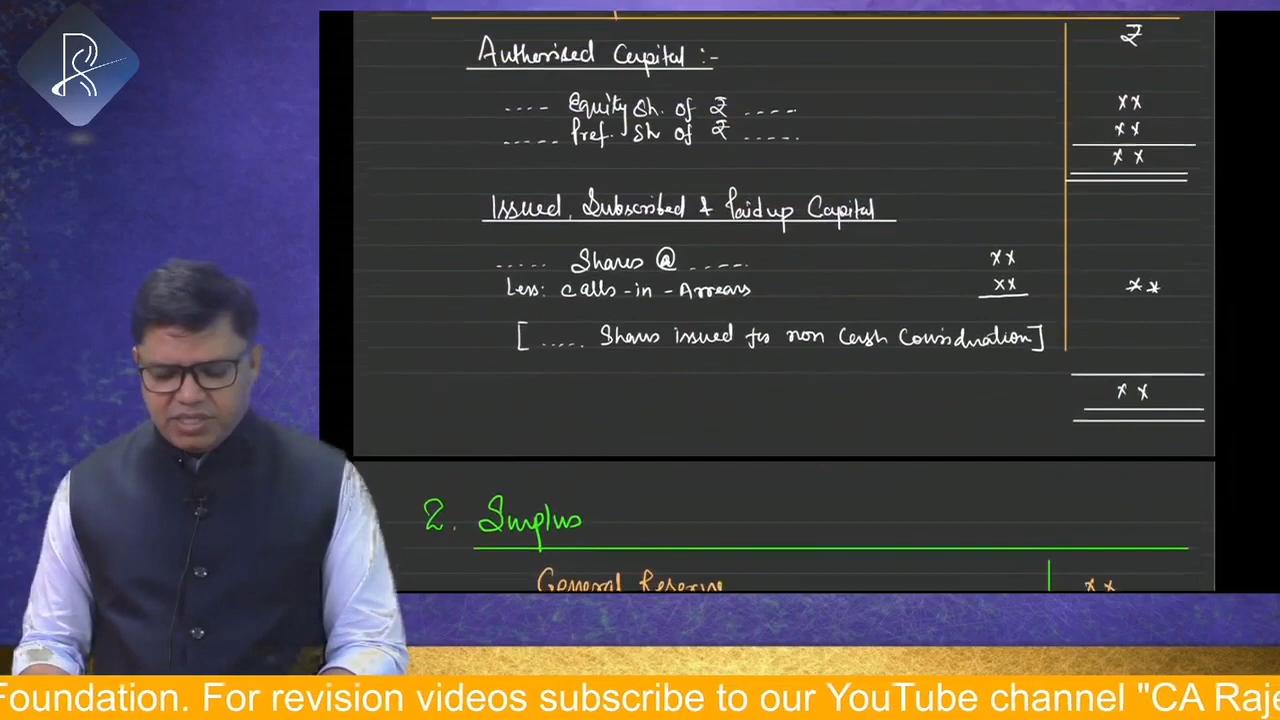 ₹
Authorised Capital :-
---- Equity Sh. of ₹ ---- xx
----- Pref. Sh of ₹ ----- xx
xx
Issued, Subscribed & Paid up Capital
----- Shares @ ----- xx
Less: Calls-in-Arrears xx xx
[ ..... Shares issued for non Cash Consideration]
xx
2. Surplus
General Reserve xx
Foundation. For revision videos subscribe to our YouTube channel "CA Raje